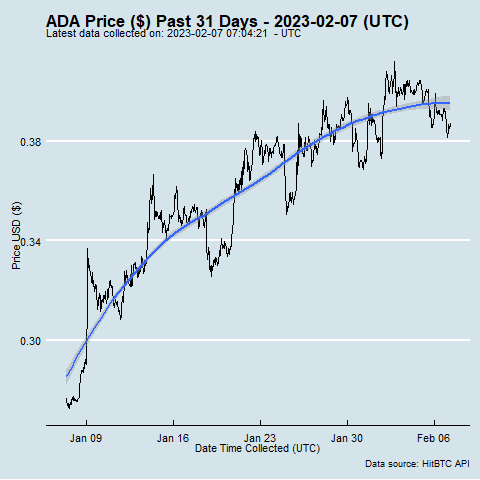 ADA Price ($) Past 31 Days - 2023-02-07 (UTC)
Latest data collected on: 2023-02-07 07:04:21 - UTC
0.38
0.34
0.30
Price USD ($)
Jan 09 Jan 16 Jan 23 Jan 30 Feb 06
Date Time Collected (UTC)
Data source: HitBTC API